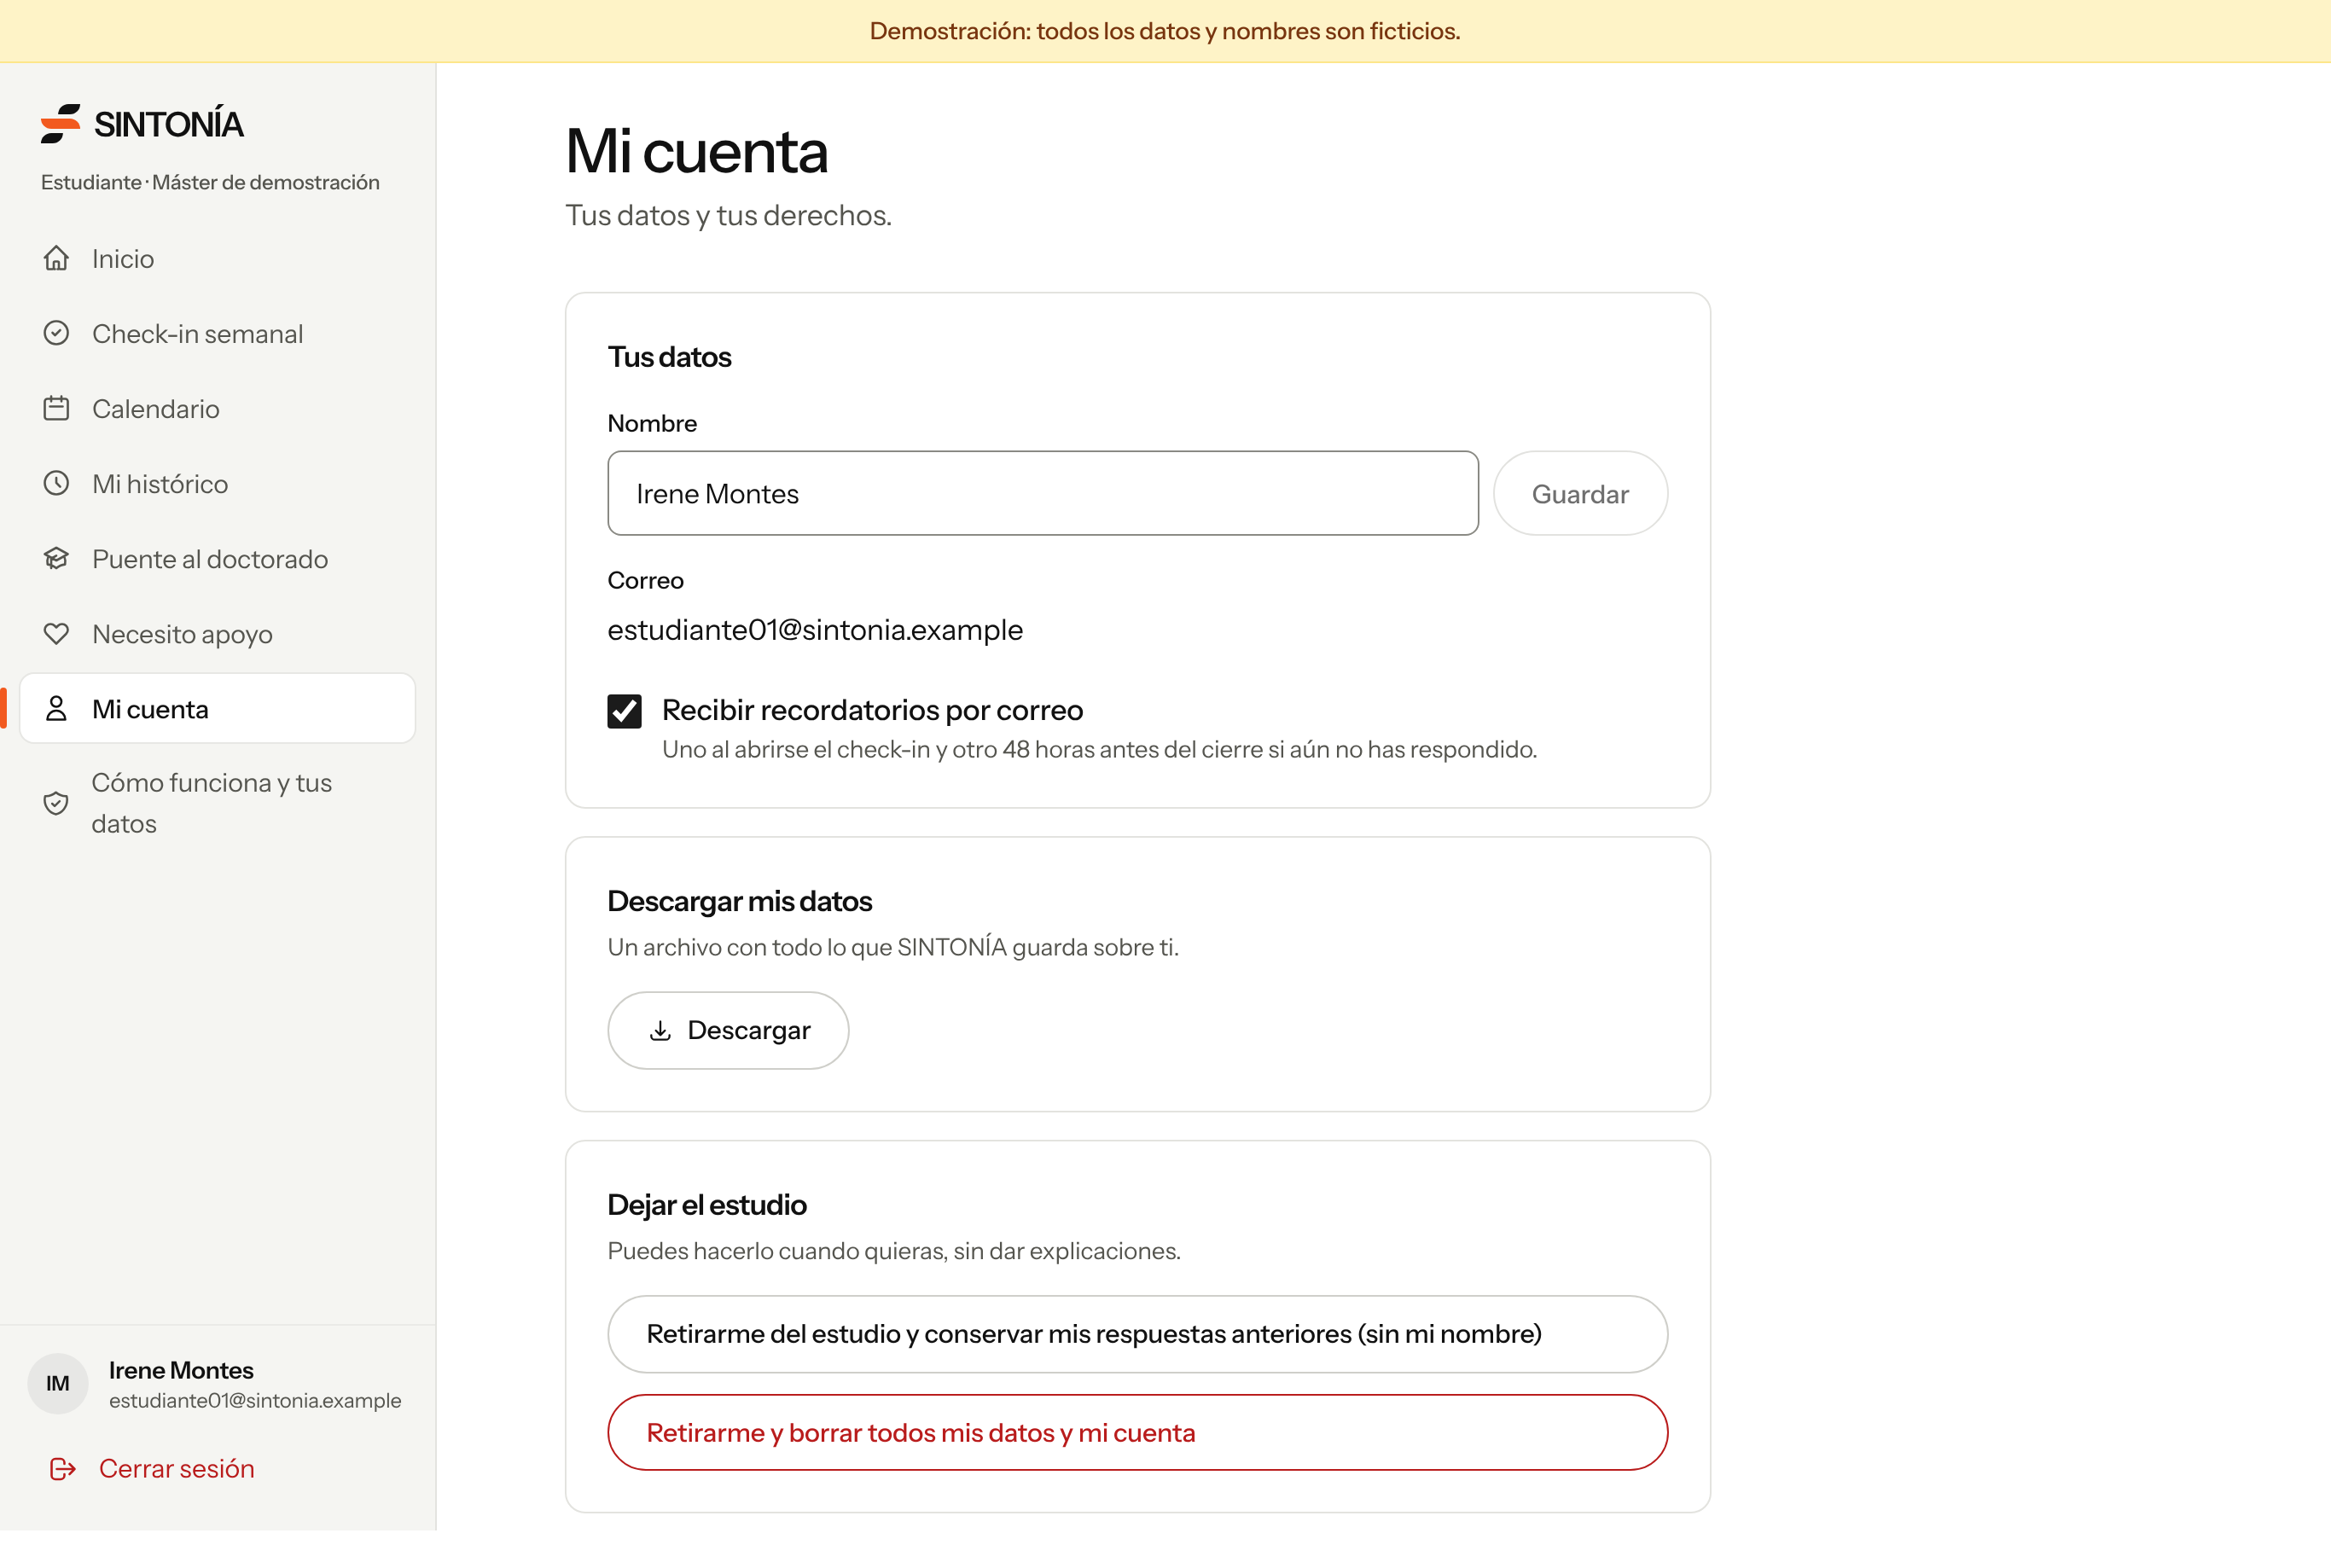 Demostración: todos los datos y nombres son ficticios.
SINTONÍA
Estudiante · Máster de demostración
Inicio
Check-in semanal
Calendario
Mi histórico
Puente al doctorado
Necesito apoyo
Mi cuenta
Cómo funciona y tus
datos
IM
Irene Montes
estudiante01@sintonia.example
Cerrar sesión
Mi cuenta
Tus datos y tus derechos.
Tus datos
Nombre
Irene Montes
Guardar
Correo
estudiante01@sintonia.example
Recibir recordatorios por correo
Uno al abrirse el check-in y otro 48 horas antes del cierre si aún no has respondido.
Descargar mis datos
Un archivo con todo lo que SINTONÍA guarda sobre ti.
Descargar
Dejar el estudio
Puedes hacerlo cuando quieras, sin dar explicaciones.
Retirarme del estudio y conservar mis respuestas anteriores (sin mi nombre)
Retirarme y borrar todos mis datos y mi cuenta